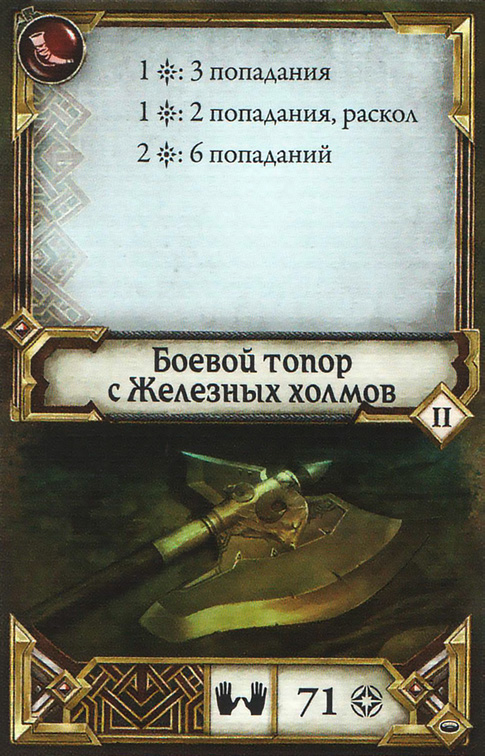 1 ☀: 3 попадания
1 ☀: 2 попадания, раскол
2 ☀: 6 попаданий
Боевой топор
с Железных холмов
II
71